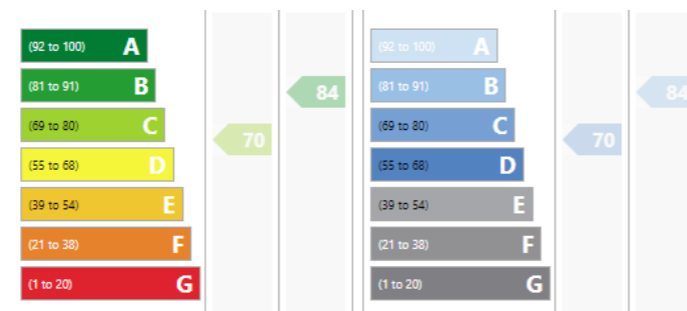 (92 to 100) A
(81 to 91) B
84
(69 to 80) C
70
(55 to 68) D
(39 to 54) E
(21 to 38) F
(1 to 20) G
(92 to 100) A
(81 to 91) B
84
(69 to 80) C
70
(55 to 68) D
(39 to 54) E
(21 to 38) F
(1 to 20) G